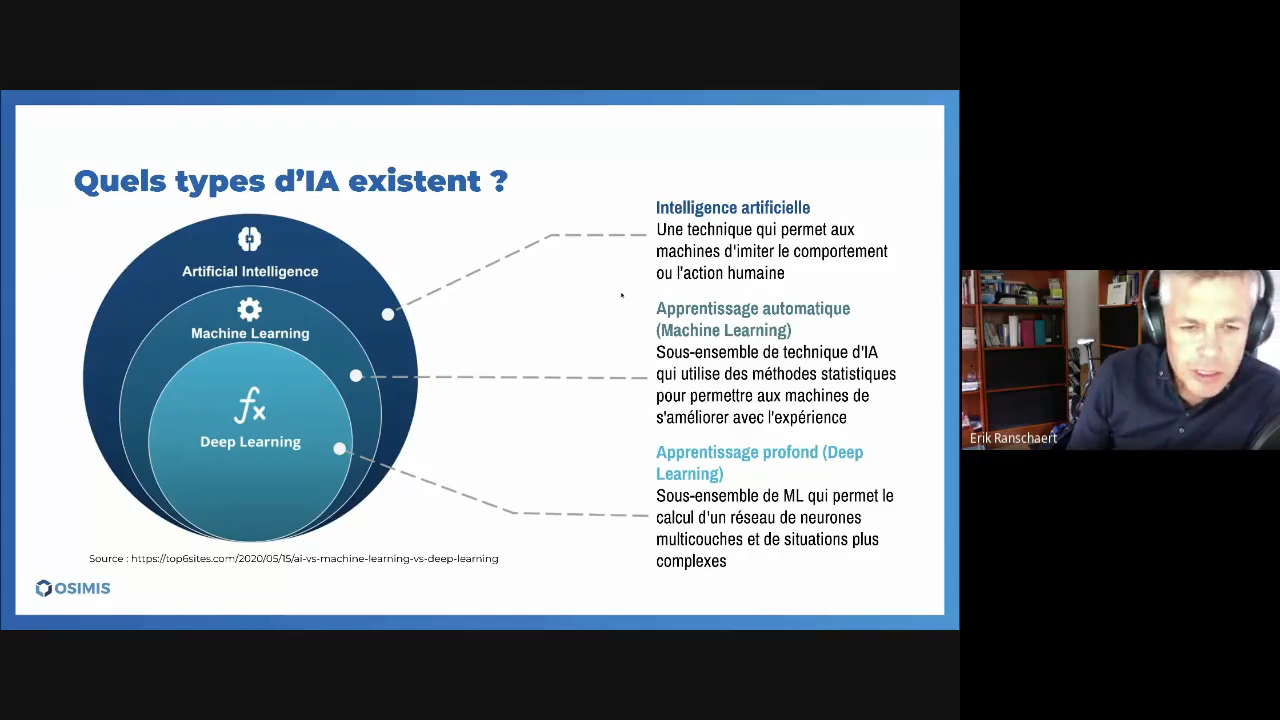 Quels types d'IA existent ?
Artificial Intelligence
Machine Learning
Deep Learning
Intelligence artificielle
Une technique qui permet aux
machines d'imiter le comportement
ou l'action humaine
Apprentissage automatique
(Machine Learning)
Sous-ensemble de technique d'IA
qui utilise des méthodes statistiques
pour permettre aux machines de
s'améliorer avec l'expérience
Apprentissage profond (Deep
Learning)
Sous-ensemble de ML qui permet le
calcul d'un réseau de neurones
multicouches et de situations plus
complexes
Source : https://top6sites.com/2020/05/15/ai-vs-machine-learning-vs-deep-learning
OSIMIS
Erik Ranschaert
fx